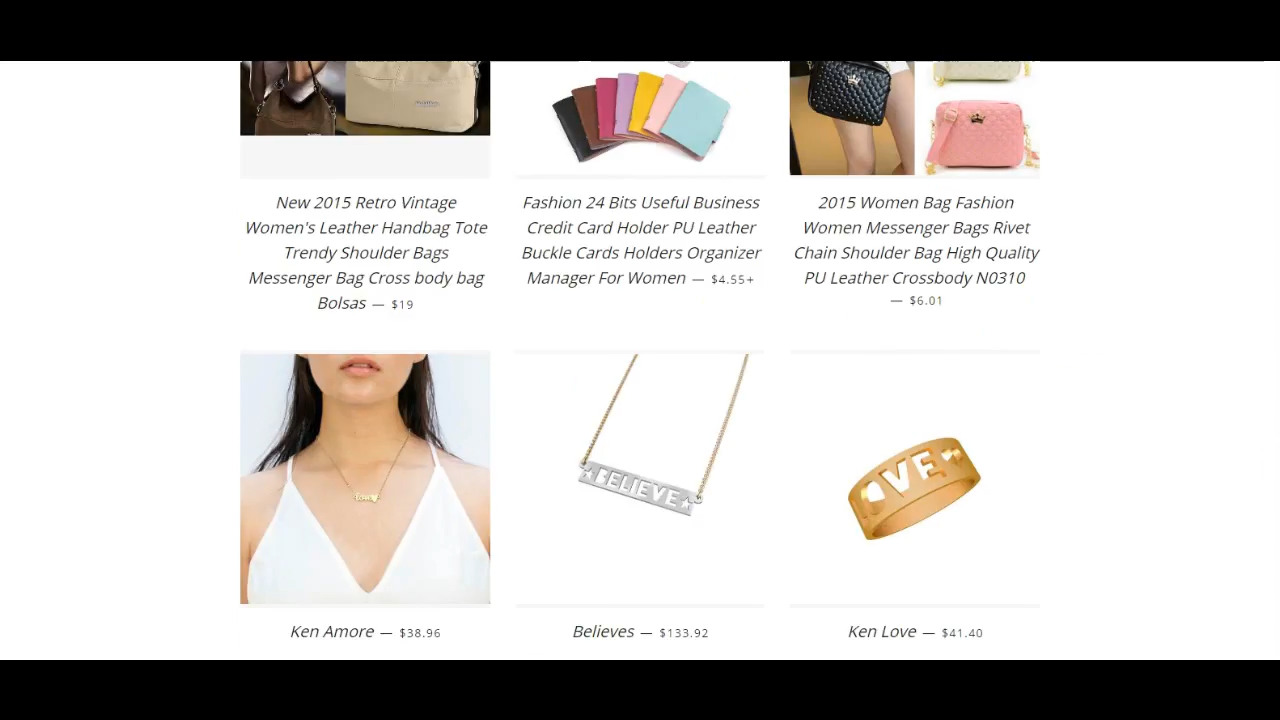 New 2015 Retro Vintage
Women's Leather Handbag Tote
Trendy Shoulder Bags
Messenger Bag Cross body bag
Bolsas — $19
Fashion 24 Bits Useful Business
Credit Card Holder PU Leather
Buckle Cards Holders Organizer
Manager For Women — $4.55+
2015 Women Bag Fashion
Women Messenger Bags Rivet
Chain Shoulder Bag High Quality
PU Leather Crossbody N0310
— $6.01
BELIEVE
OVE
Ken Amore — $38.96
Believes — $133.92
Ken Love — $41.40